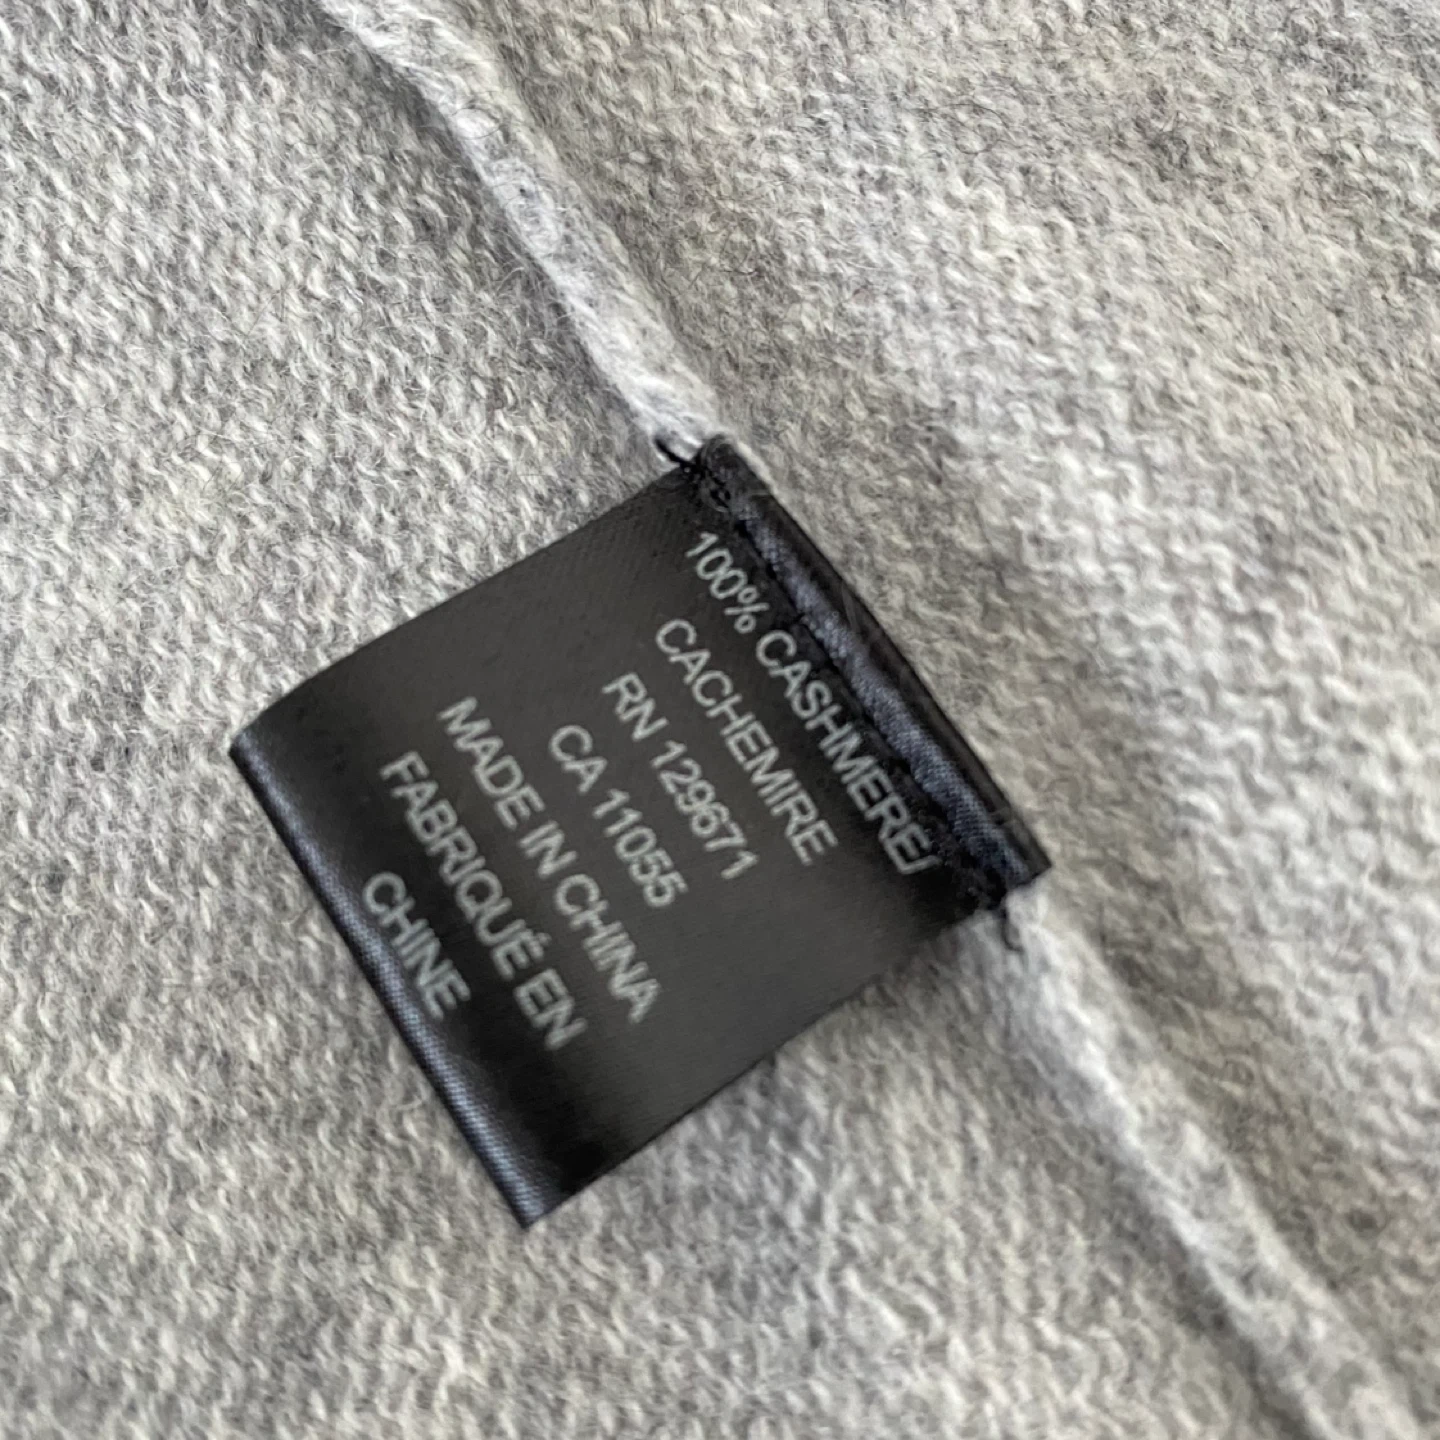 100% CASHMERE/
CACHEMIRE
RN 129671
CA 11055
MADE IN CHINA
FABRIQUÉ EN
CHINE